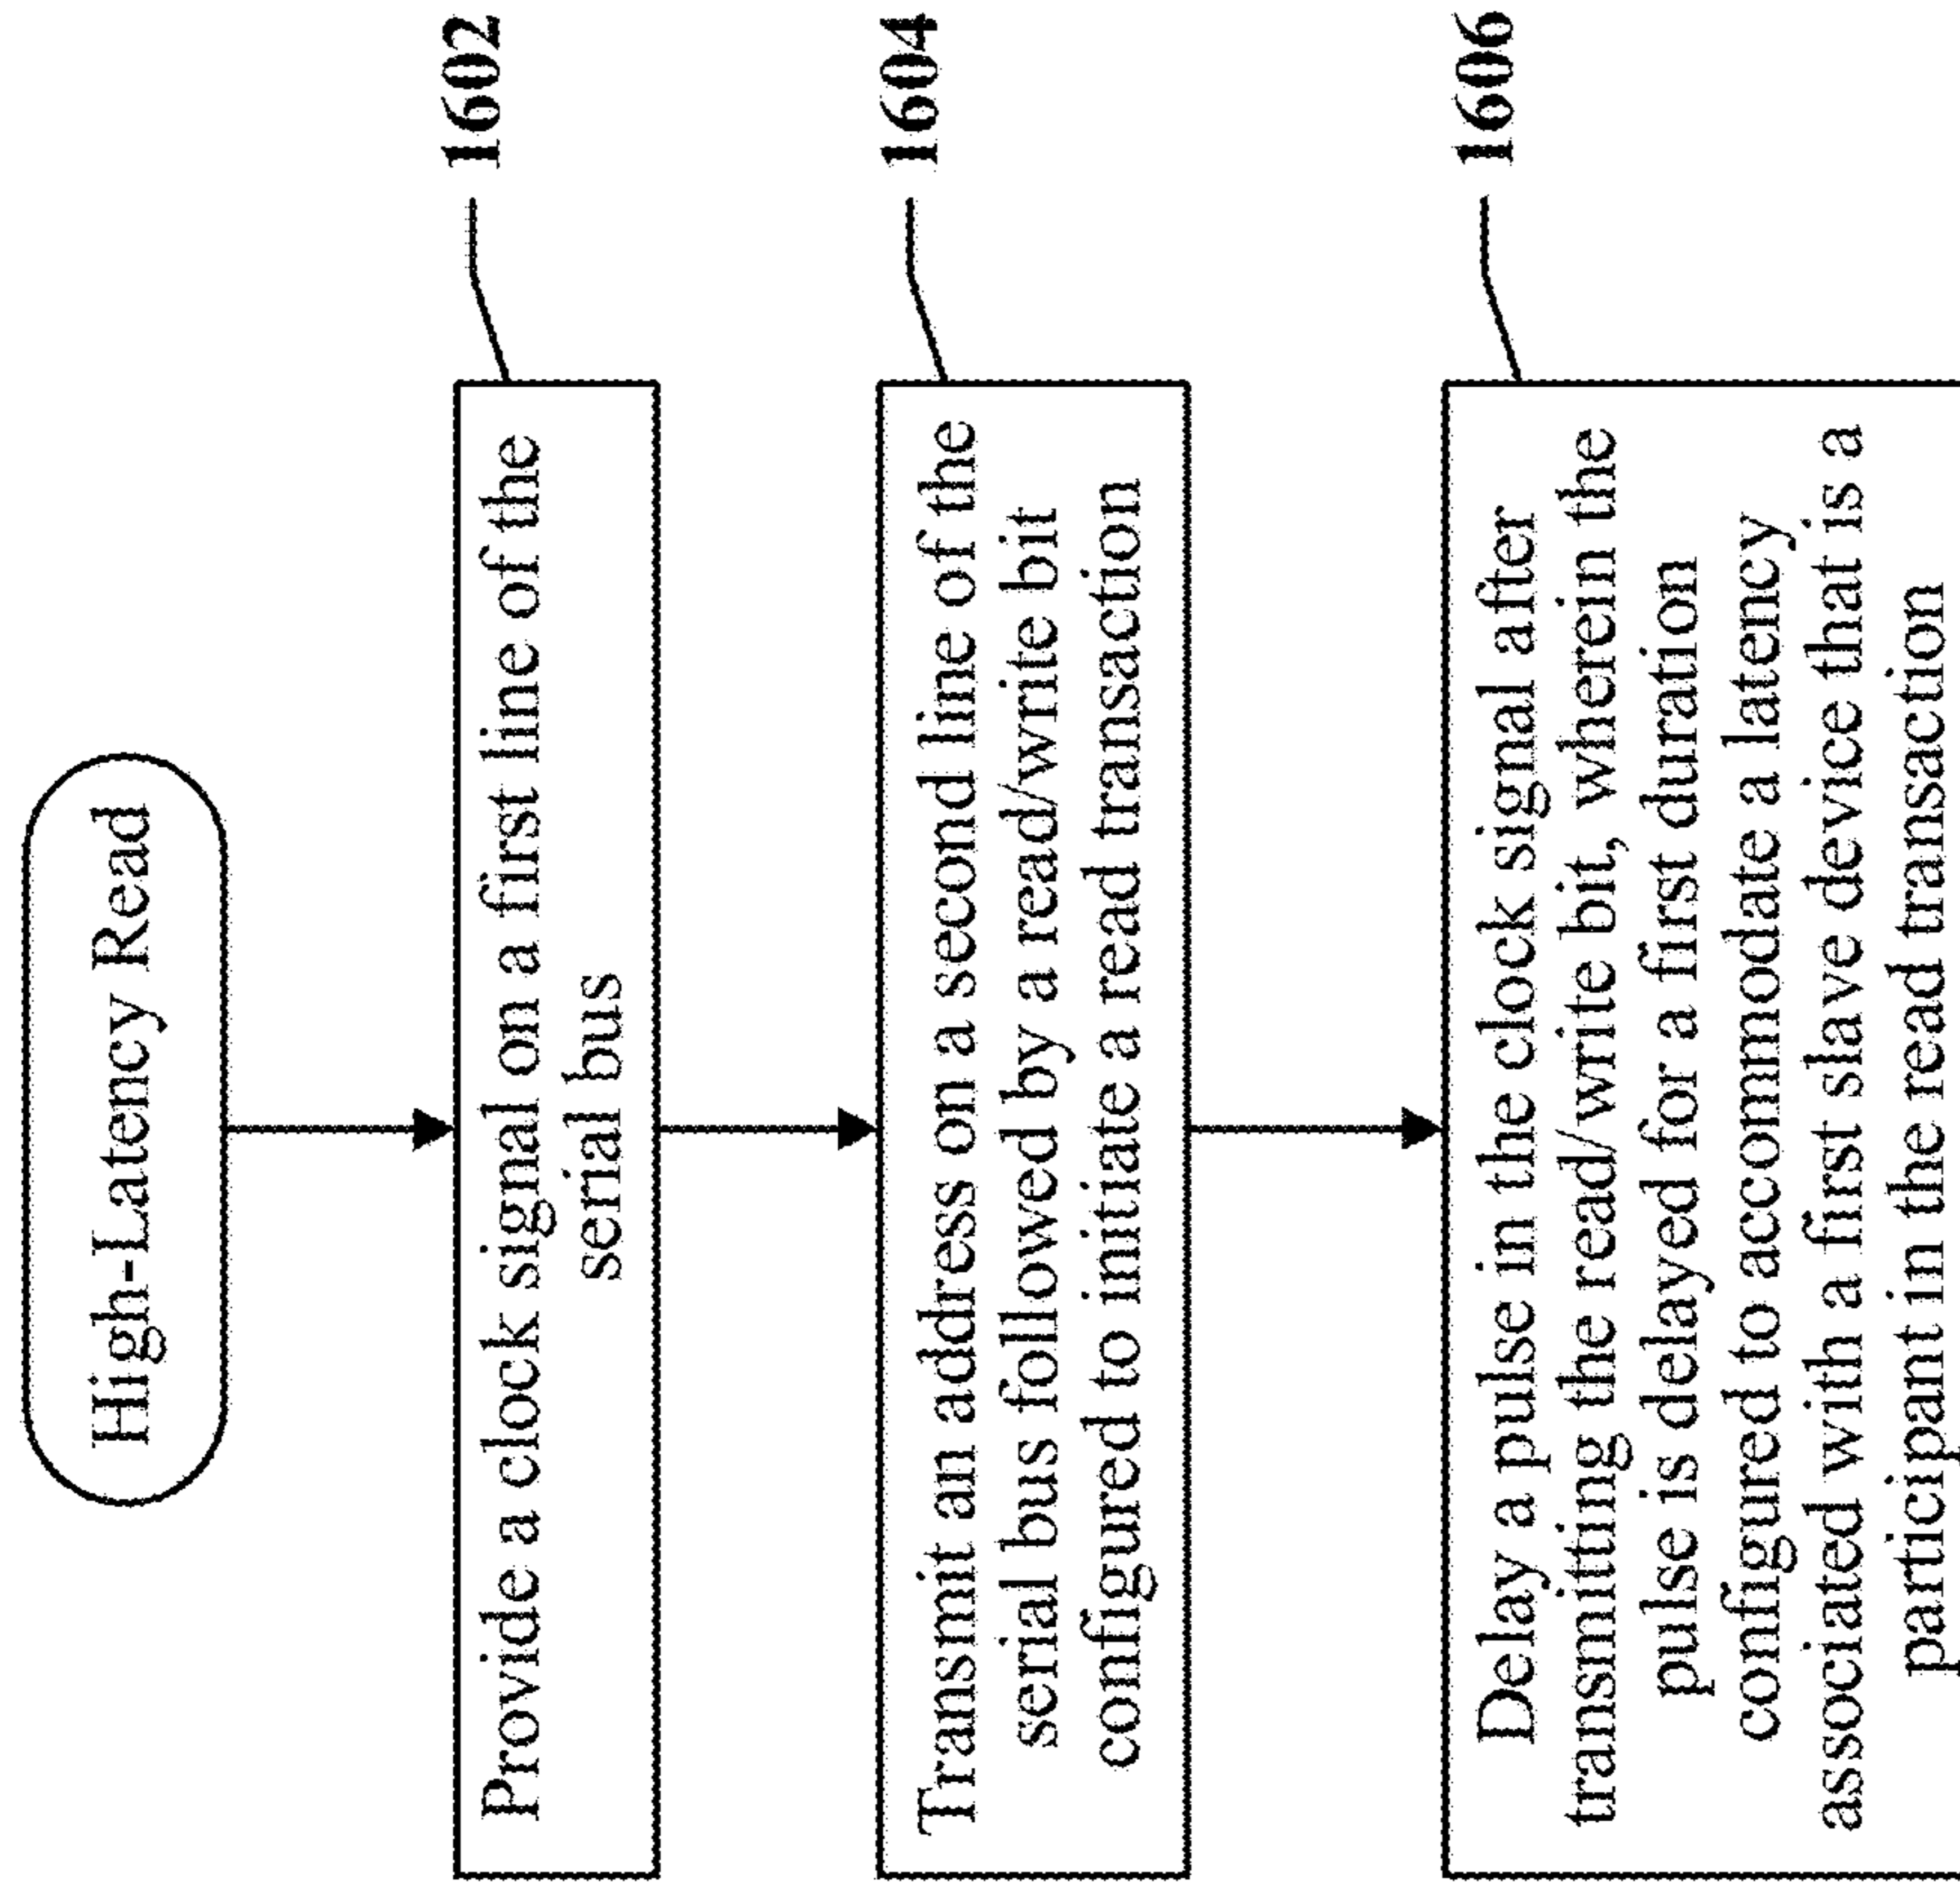 High-Latency Read
Provide a clock signal on a first line of the
serial bus
1602
Transmit an address on a second line of the
serial bus followed by a read/write bit
configured to initiate a read transaction
1604
Delay a pulse in the clock signal after
transmitting the read/write bit, wherein the
pulse is delayed for a first duration
configured to accommodate a latency
associated with a first slave device that is a
participant in the read transaction
1606